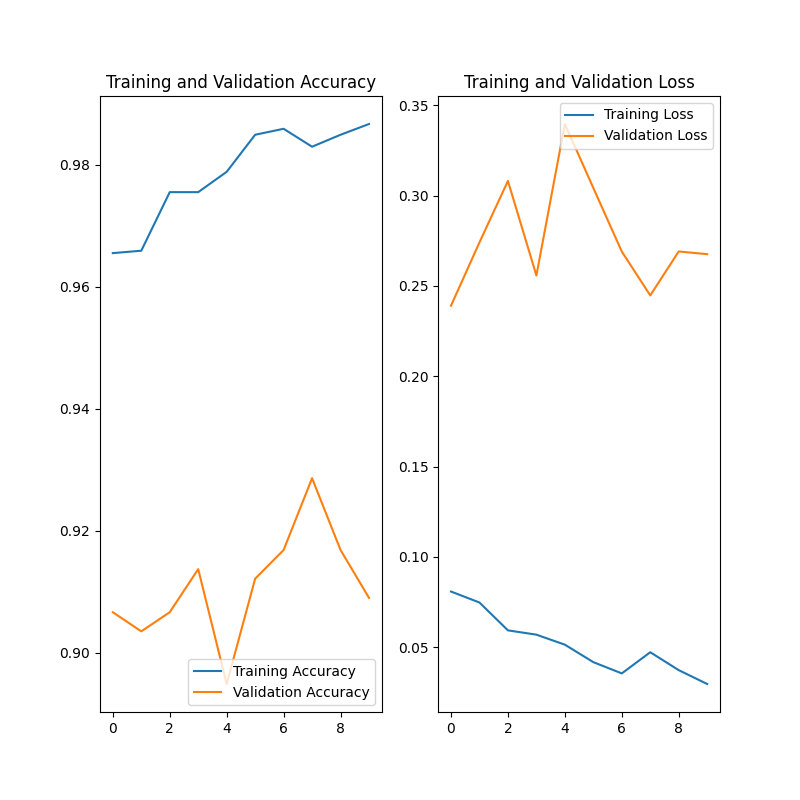 Training and Validation Accuracy
0.98
0.96
0.94
0.92
0.90
Training Accuracy
Validation Accuracy
0 2 4 6 8
Training and Validation Loss
0.35
0.30
0.25
0.20
0.15
0.10
0.05
Training Loss
Validation Loss
0 2 4 6 8